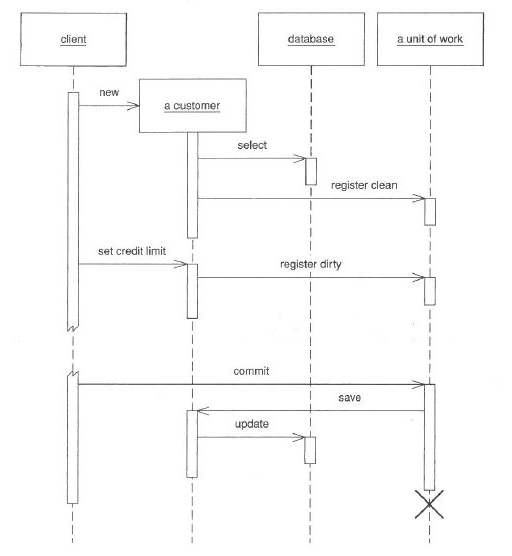 client
database
a unit of work
new
a customer
select
register clean
set credit limit
register dirty
commit
save
update